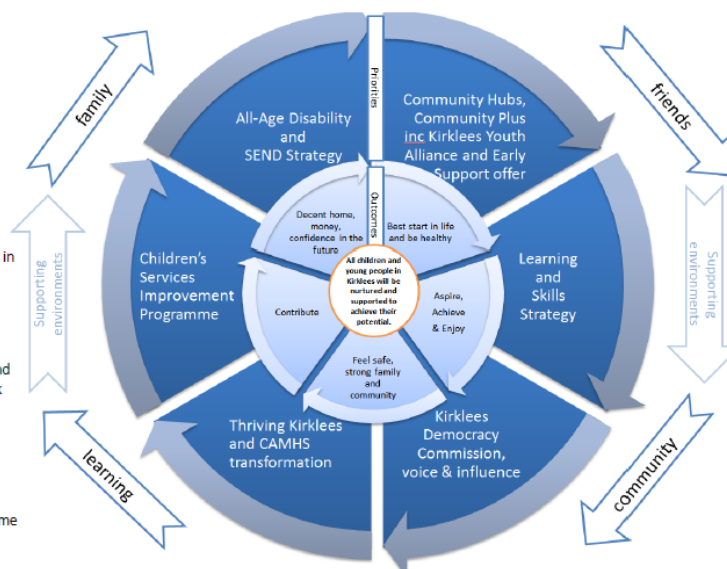 family
friends
Priorities
All-Age Disability
and
SEND Strategy
Community Hubs,
Community Plus
inc Kirklees Youth
Alliance and Early
Support offer
Outcomes
Decent home,
money,
confidence in the
future
Best start in life
and be healthy
in
Supporting
environments
Children's
Services
Improvement
Programme
All children and
young people in
Kirklees will be
nurtured and
supported to
achieve their
potential.
Contribute
Aspire,
Achieve
& Enjoy
Learning
and
Skills
Strategy
Supporting
environments
Feel safe,
strong family
and
community
Thriving Kirklees
and CAMHS
transformation
Kirklees
Democracy
Commission,
voice & influence
learning
community
me